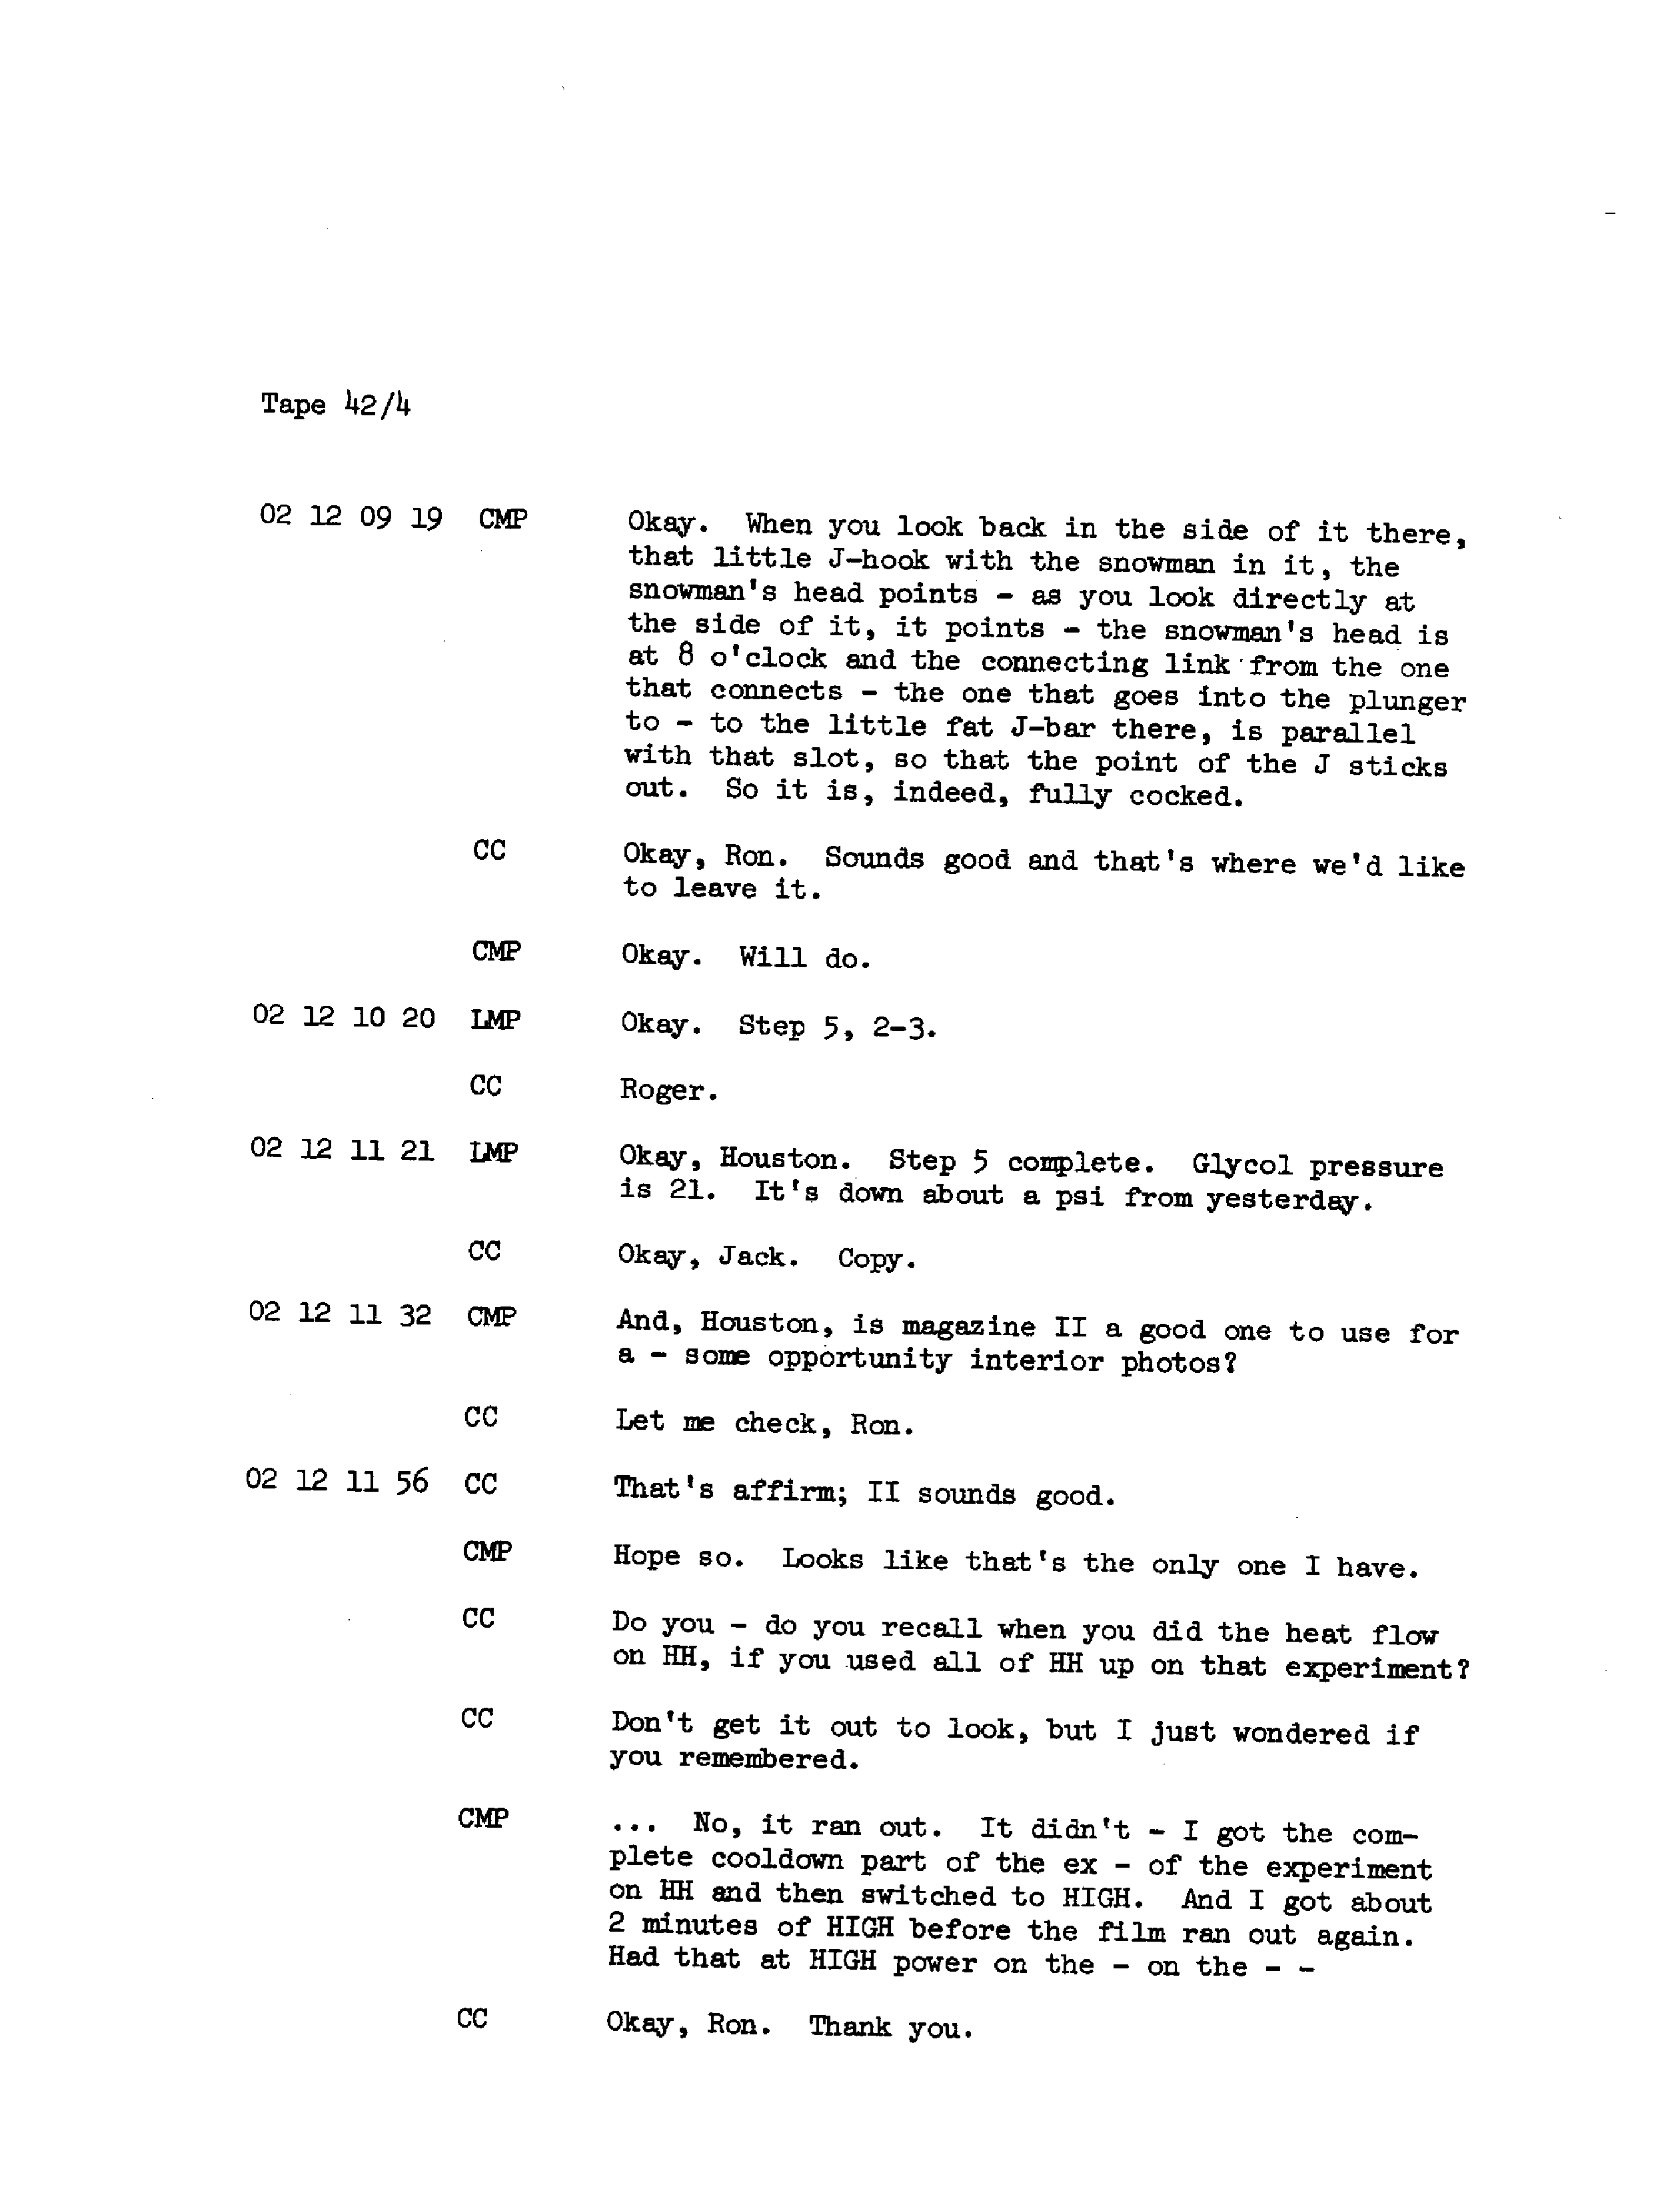 Tape 42/4
02 12 09 19 CMP Okay. When you look back in the side of it there,
that little J-hook with the snowman in it, the
snowman's head points - as you look directly at
the side of it, it points - the snowman's head is
at 8 o'clock and the connecting link from the one
that connects - the one that goes into the plunger
to - to the little fat J-bar there, is parallel
with that slot, so that the point of the J sticks
out. So it is, indeed, fully cocked.
CC Okay, Ron. Sounds good and that's where we'd like
to leave it.
CMP Okay. Will do.
02 12 10 20 LMP Okay. Step 5, 2-3.
CC Roger.
02 12 11 21 LMP Okay, Houston. Step 5 complete. Glycol pressure
is 21. It's down about a psi from yesterday.
CC Okay, Jack. Copy.
02 12 11 32 CMP And, Houston, is magazine II a good one to use for
a - some opportunity interior photos?
CC Let me check, Ron.
02 12 11 56 CC That's affirm; II sounds good.
CMP Hope so. Looks like that's the only one I have.
CC Do you - do you recall when you did the heat flow
on HH, if you used all of HH up on that experiment?
CC Don't get it out to look, but I just wondered if
you remembered.
CMP ... No, it ran out. It didn't - I got the com-
plete cooldown part of the ex - of the experiment
on HH and then switched to HIGH. And I got about
2 minutes of HIGH before the film ran out again.
Had that at HIGH power on the - on the - -
CC Okay, Ron. Thank you.